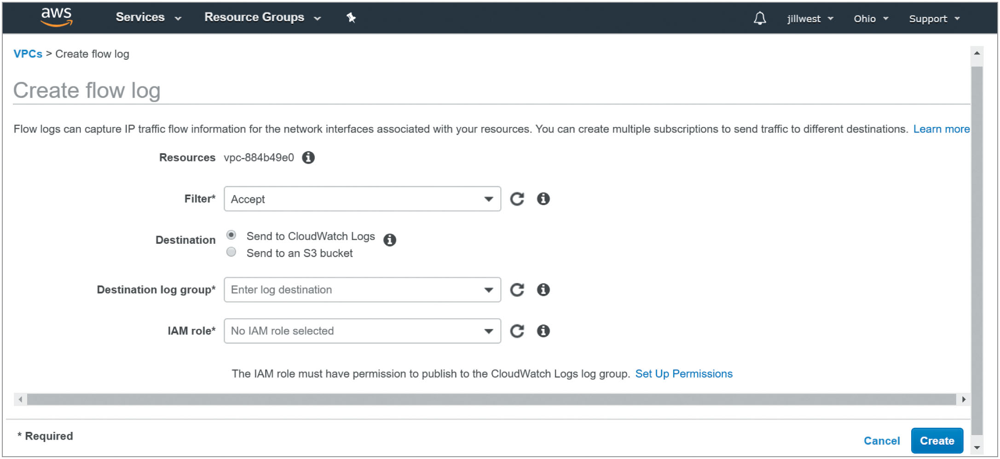 aws Services Resource Groups jillwest Ohio Support
VPCs > Create flow log
Create flow log
Flow logs can capture IP traffic flow information for the network interfaces associated with your resources. You can create multiple subscriptions to send traffic to different destinations. Learn more
Resources vpc-884b49e0
Filter* Accept
Destination Send to CloudWatch Logs
Send to an S3 bucket
Destination log group* Enter log destination
IAM role* No IAM role selected
The IAM role must have permission to publish to the CloudWatch Logs log group. Set Up Permissions
* Required
Cancel Create